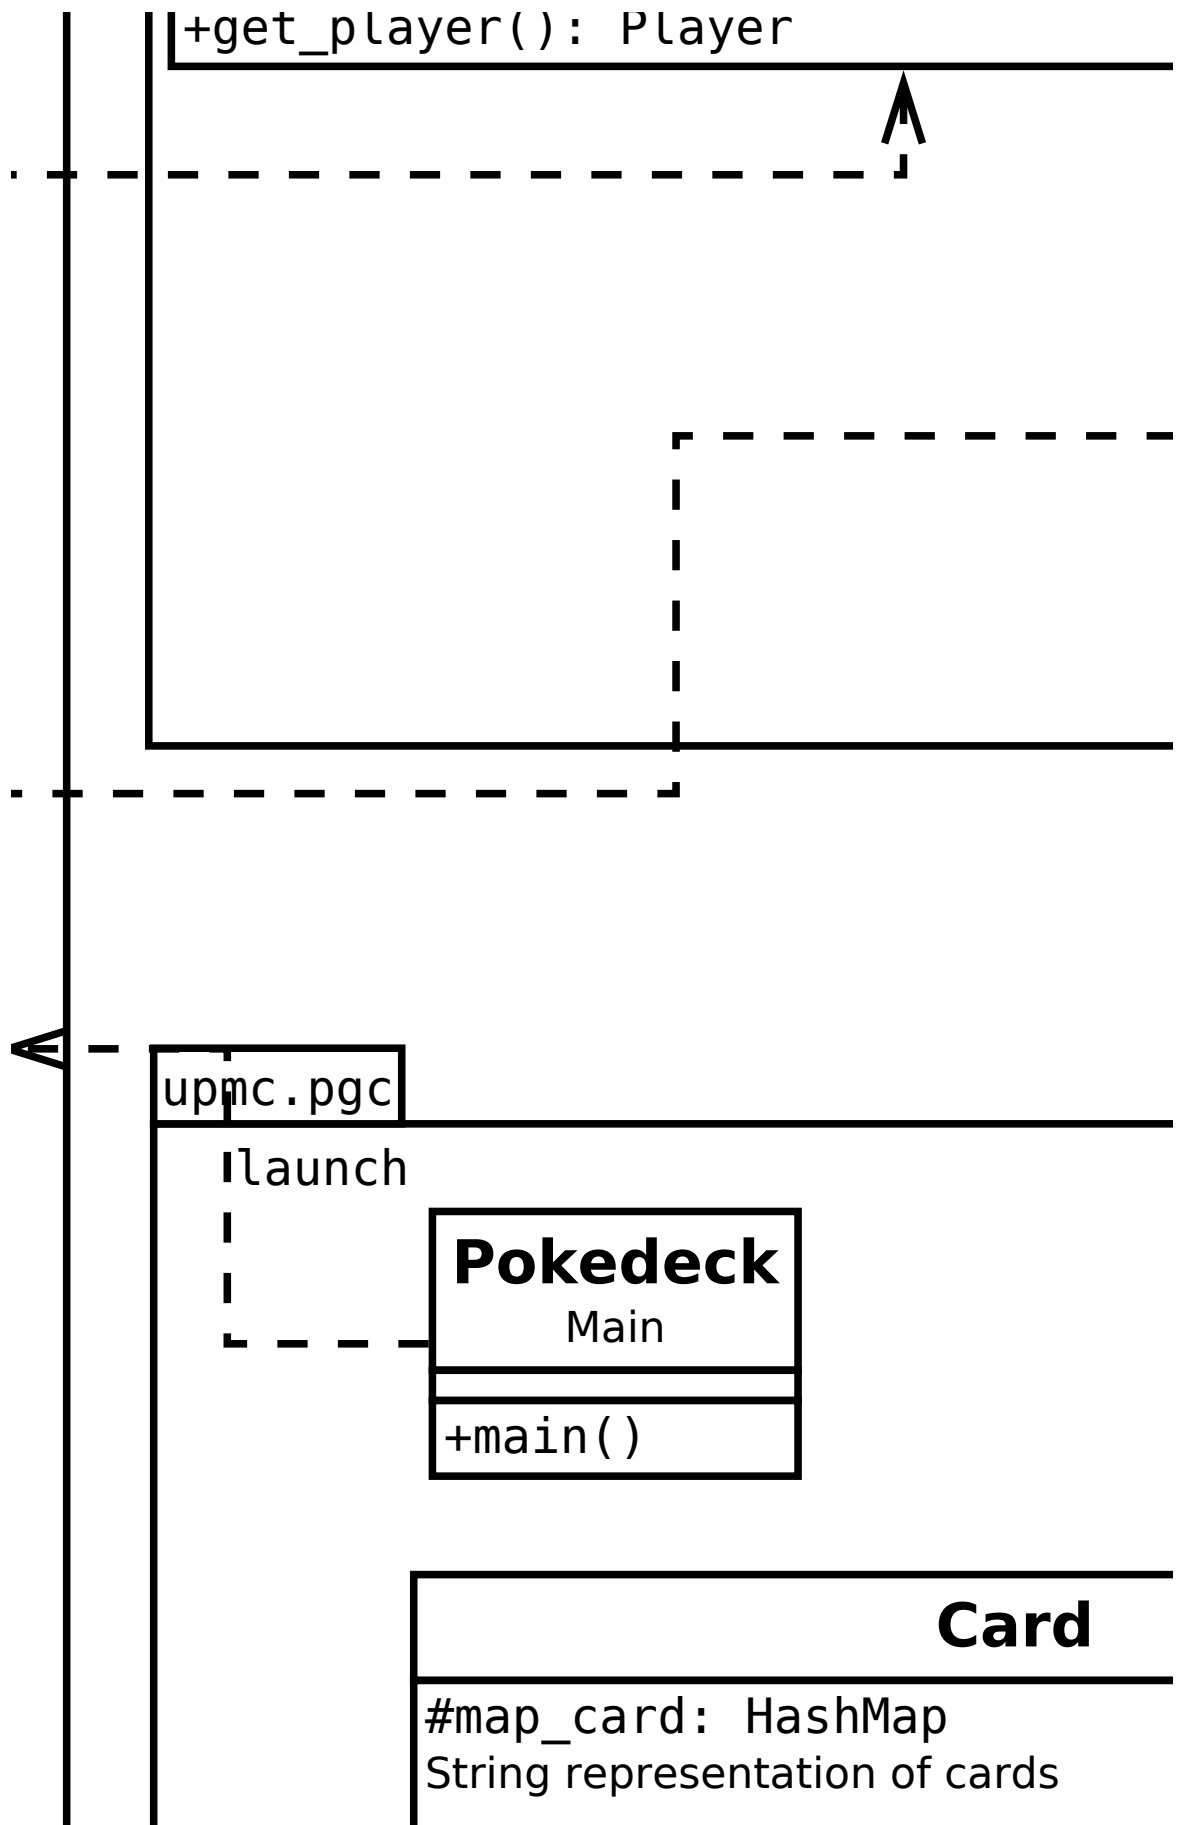 +get_player(): Player
upmc.pgc
launch
Pokedeck
Main
+main()
Card
#map_card: HashMap
String representation of cards